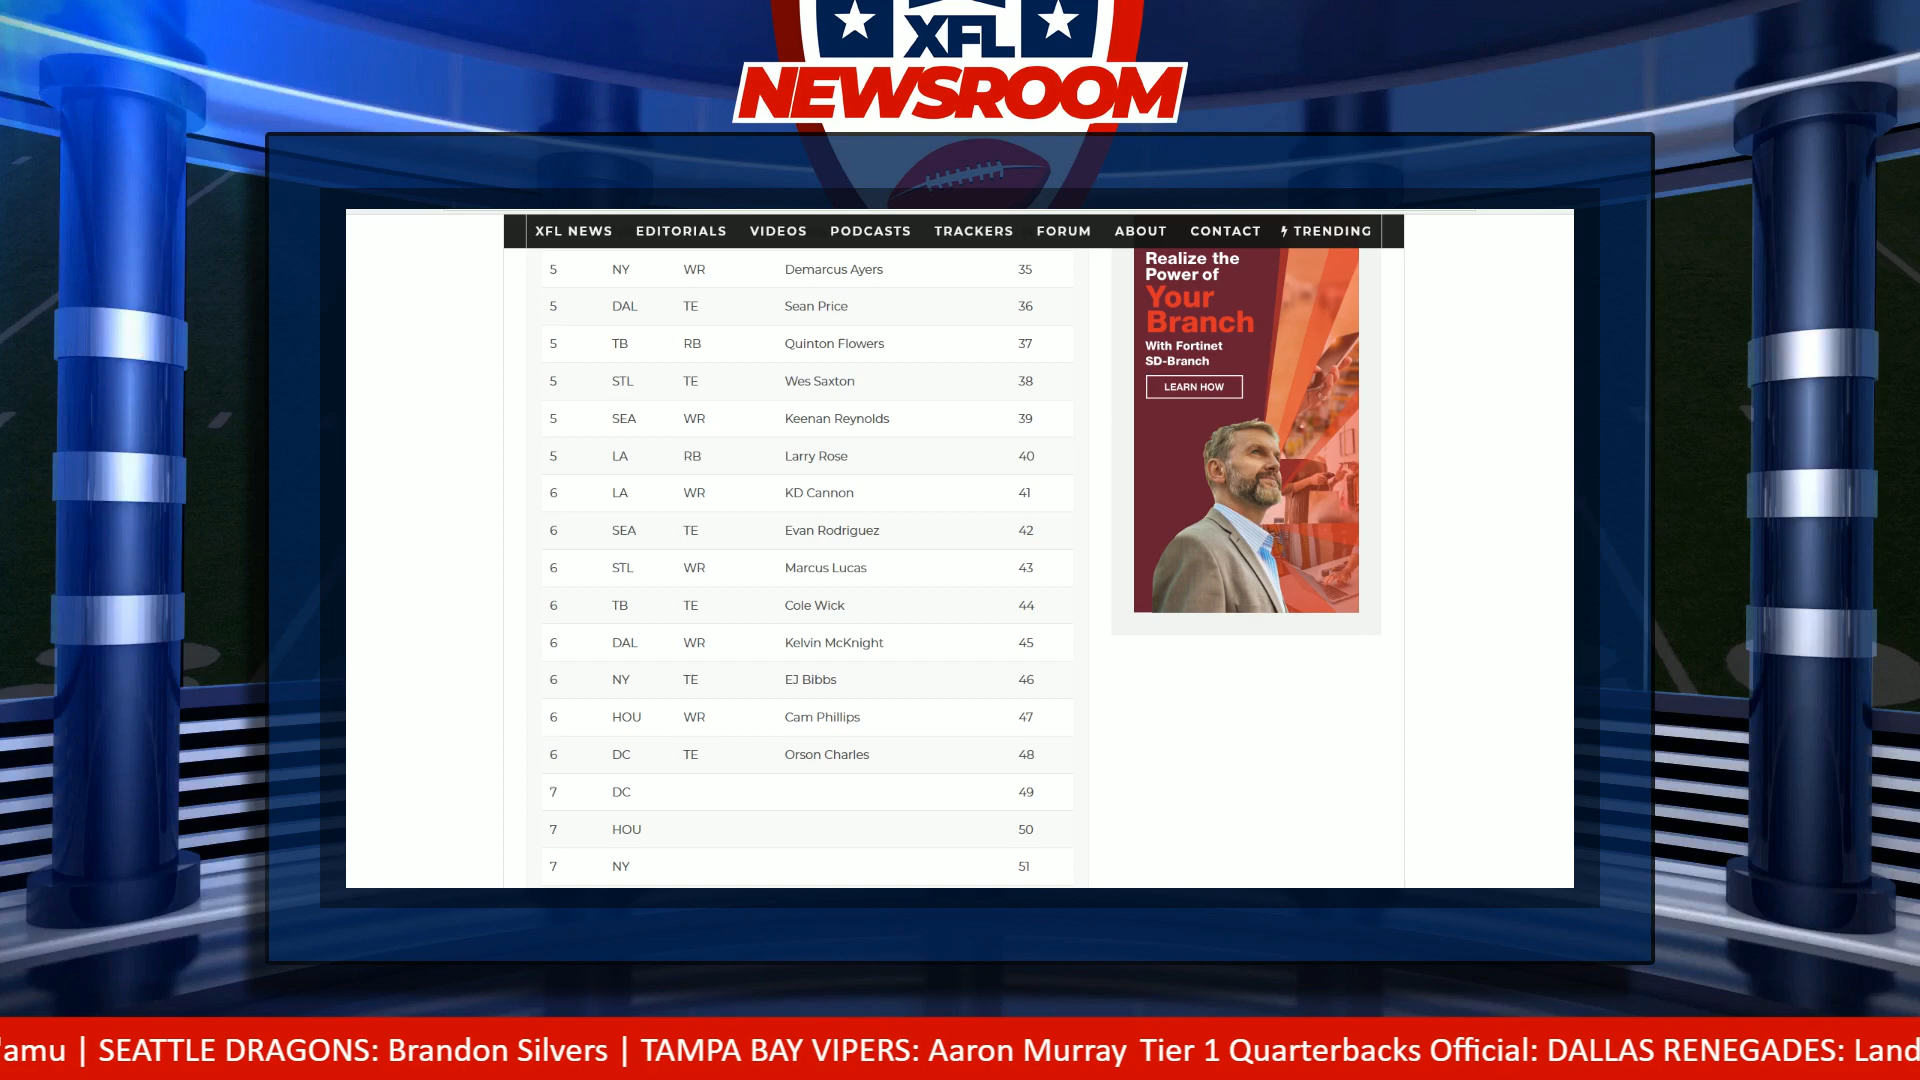 XFL
NEWSROOM
XFL NEWS EDITORIALS VIDEOS PODCASTS TRACKERS FORUM ABOUT CONTACT TRENDING
5 NY WR Demarcus Ayers 35
5 DAL TE Sean Price 36
5 TB RB Quinton Flowers 37
5 STL TE Wes Saxton 38
5 SEA WR Keenan Reynolds 39
5 LA RB Larry Rose 40
6 LA WR KD Cannon 41
6 SEA TE Evan Rodriguez 42
6 STL WR Marcus Lucas 43
6 TB TE Cole Wick 44
6 DAL WR Kelvin McKnight 45
6 NY TE EJ Bibbs 46
6 HOU WR Cam Phillips 47
6 DC TE Orson Charles 48
7 DC 49
7 HOU 50
7 NY 51
Realize the
Power of
Your
Branch
With Fortinet
SD-Branch
LEARN HOW
'amu | SEATTLE DRAGONS: Brandon Silvers | TAMPA BAY VIPERS: Aaron Murray Tier 1 Quarterbacks Official: DALLAS RENEGADES: Land